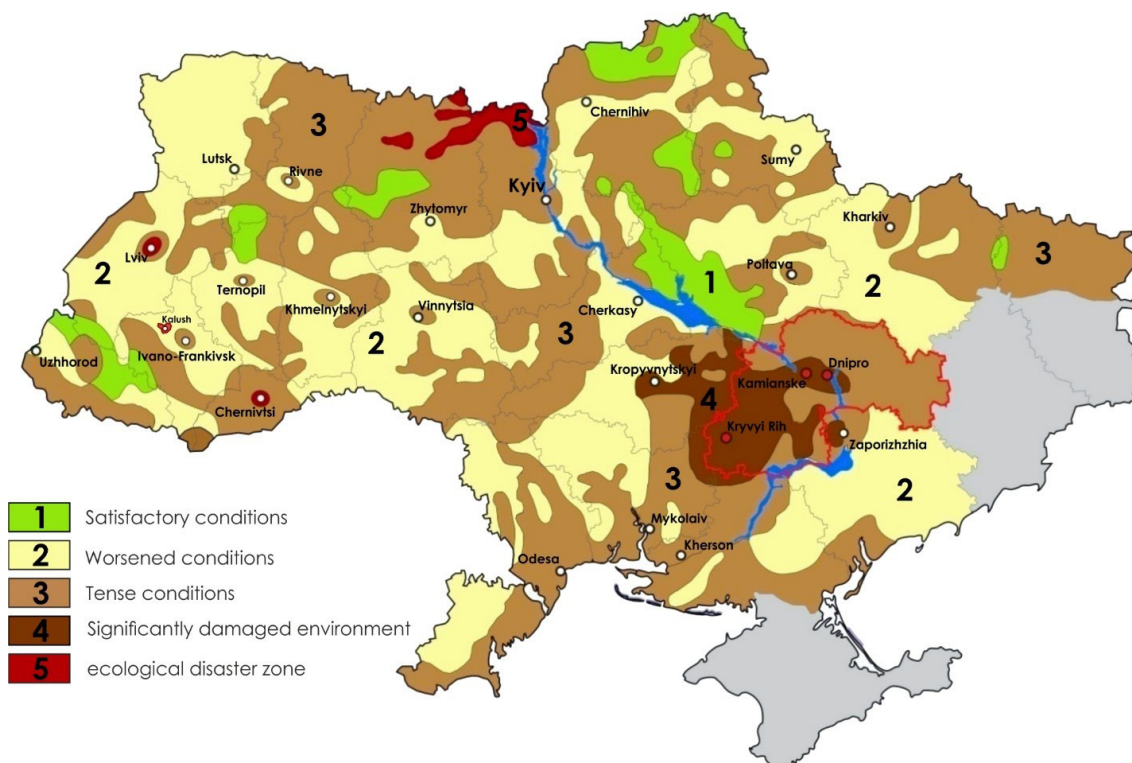 Chernihiv
5
3
Sumy
Lutsk
Rivne
Kyiv
Zhytomyr
Kharkiv
Lviv
2
3
Poltava
1
2
Ternopil
Khmelnytskyi
Vinnytsia
Cherkasy
Kalush
Ivano-Frankivsk
Uzhhorod
2
3
Kropyvnytskyi
Kamianske
Dnipro
4
Chernivtsi
Kryvyi Rih
Zaporizhzhia
3
2
Mykolaiv
Kherson
Odesa
1 Satisfactory conditions
2 Worsened conditions
3 Tense conditions
4 Significantly damaged environment
5 ecological disaster zone